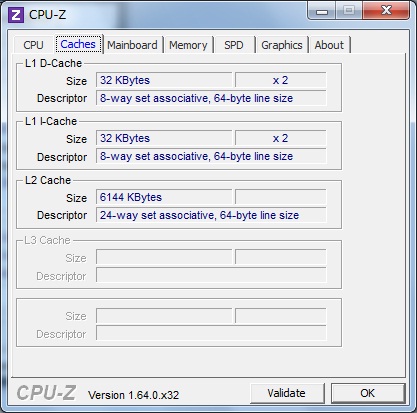 Z CPU-Z
CPU Caches Mainboard Memory SPD Graphics About
L1 D-Cache
Size 32 KBytes x 2
Descriptor 8-way set associative, 64-byte line size
L1 I-Cache
Size 32 KBytes x 2
Descriptor 8-way set associative, 64-byte line size
L2 Cache
Size 6144 KBytes
Descriptor 24-way set associative, 64-byte line size
L3 Cache
Size
Descriptor
Size
Descriptor
CPU-Z Version 1.64.0.x32 Validate OK